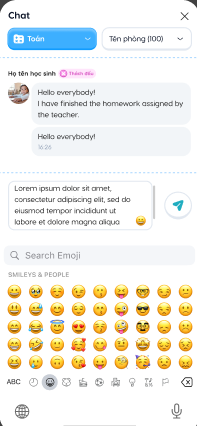 Chat
Toán
Tên phòng (100)
Họ tên học sinh
Thành đấu
Hello everybody!
I have finished the homework assigned by
the teacher.
Hello everybody!
16:28
Lorem ipsum dolor sit amet,
consectetur adipiscing elit, sed do
eiusmod tempor incididunt ut
labore et dolore magna aliqua
Search Emoji
SMILEYS & PEOPLE
ABC